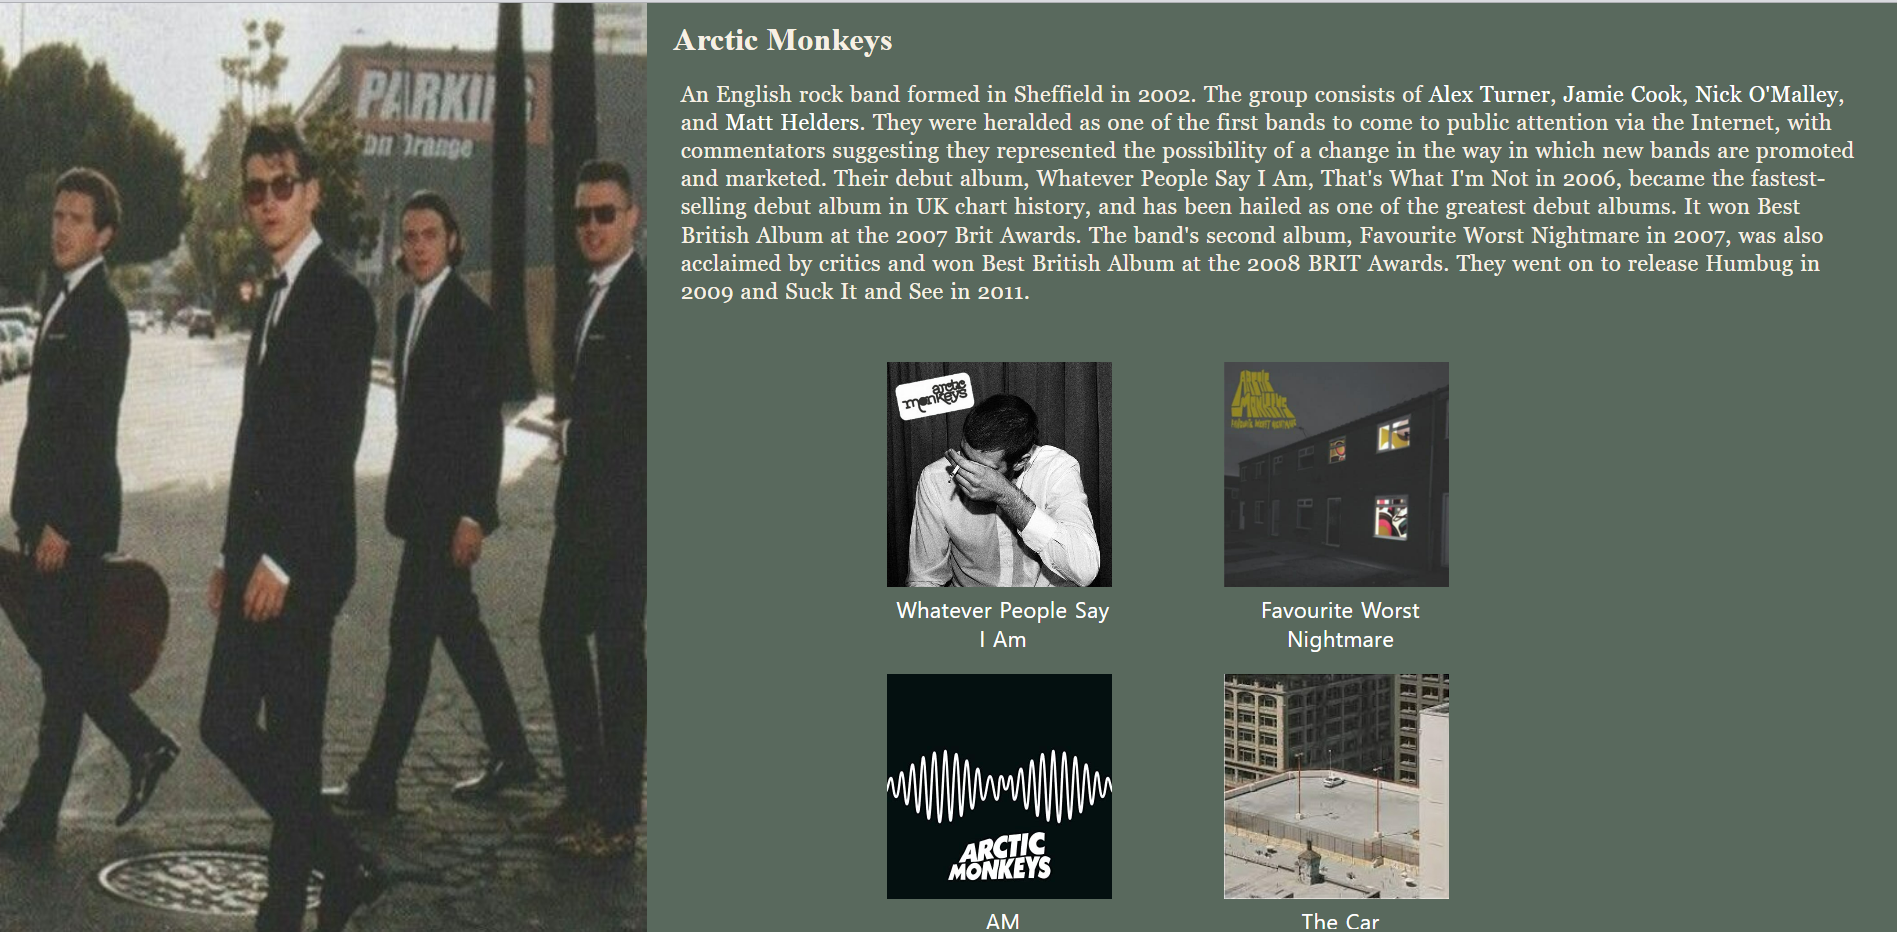 PARKING
on Orange
Arctic Monkeys
An English rock band formed in Sheffield in 2002. The group consists of Alex Turner, Jamie Cook, Nick O'Malley,
and Matt Helders. They were heralded as one of the first bands to come to public attention via the Internet, with
commentators suggesting they represented the possibility of a change in the way in which new bands are promoted
and marketed. Their debut album, Whatever People Say I Am, That's What I'm Not in 2006, became the fastest-
selling debut album in UK chart history, and has been hailed as one of the greatest debut albums. It won Best
British Album at the 2007 Brit Awards. The band's second album, Favourite Worst Nightmare in 2007, was also
acclaimed by critics and won Best British Album at the 2008 BRIT Awards. They went on to release Humbug in
2009 and Suck It and See in 2011.
arctic
monkeys
ARCTIC
MONKEYS
FAVOURITE WORST NIGHTMARE
Whatever People Say
I Am
Favourite Worst
Nightmare
ARCTIC
MONKEYS
AM
The Car